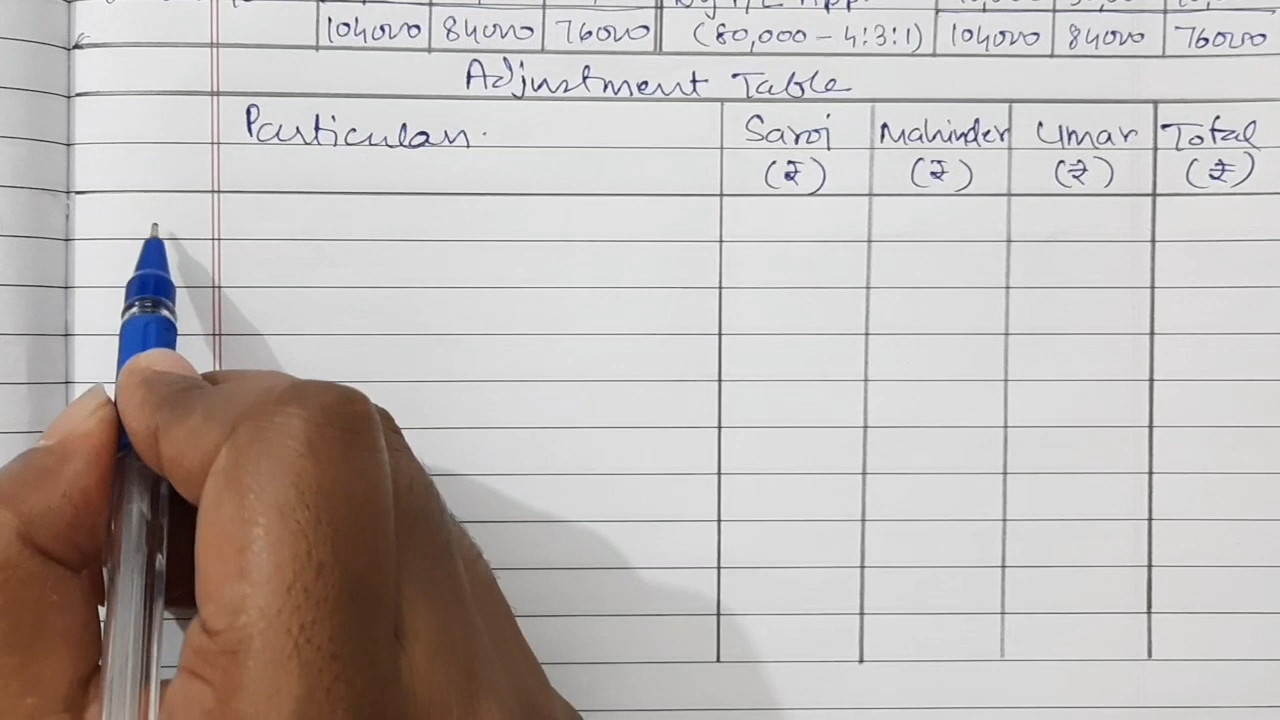 104000 84000 76000 (80,000 - 4:3:1) 104000 84000 76000
Adjustment Table
Particulars. Saroj Mahinder Umar Total
(₹) (₹) (₹) (₹)